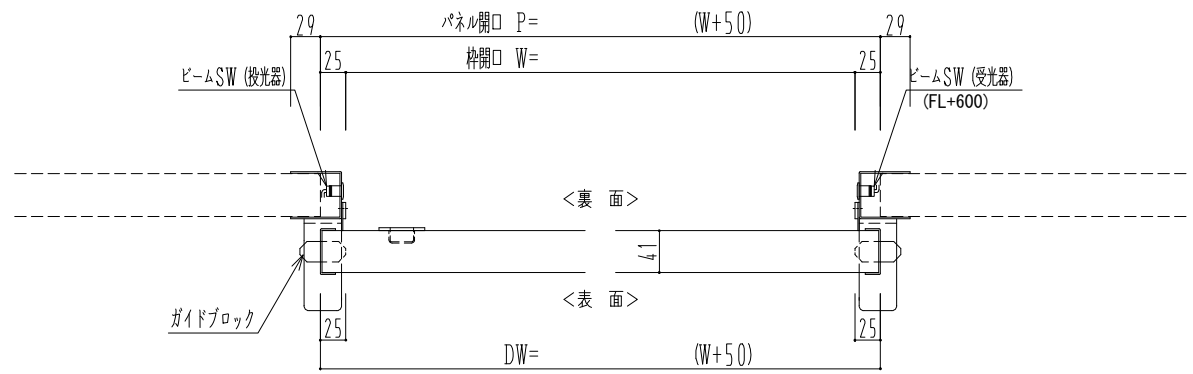 29 パネル開口 P= (W+50) 29
25 枠開口 W= 25
ビームSW (投光器)
ビームSW (受光器)
(FL+600)
<裏 面>
41
<表 面>
ガイドブロック
25 25
DW= (W+50)